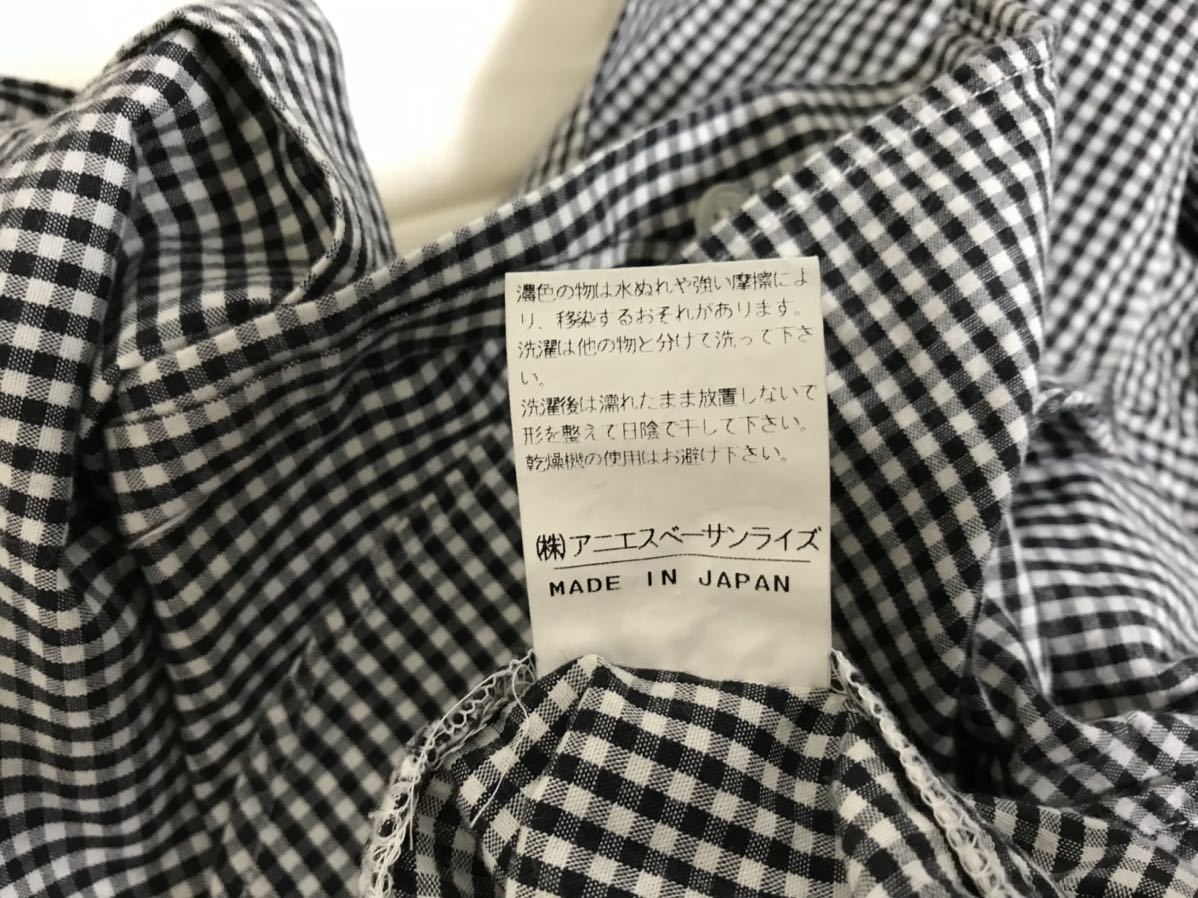 濃色の物は水ぬれや強い摩擦によ
り、移染するおそれがあります。
洗濯は他の物と分けて洗って下さ
い。
洗濯後は濡れたまま放置しないで
形を整えて日陰で干して下さい。
乾燥機の使用はお避け下さい。
(株)アニエスベーサンライズ
MADE IN JAPAN